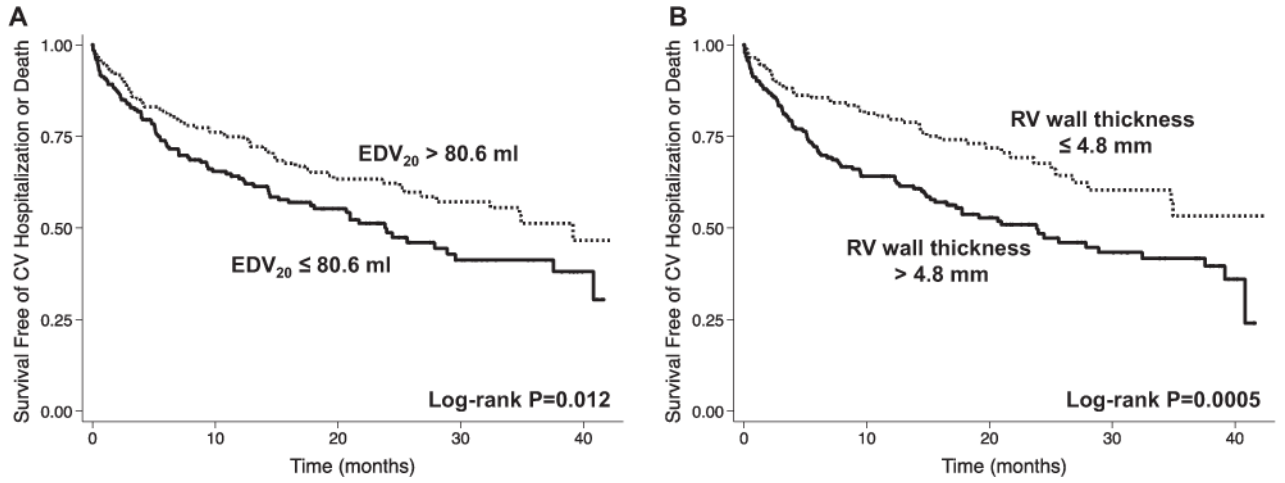 A
Survival Free of CV Hospitalization or Death
1.00
0.75
0.50
0.25
0.00
EDV₂₀ > 80.6 ml
EDV₂₀ ≤ 80.6 ml
Log-rank P=0.012
0 10 20 30 40
Time (months)
B
Survival Free of CV Hospitalization or Death
1.00
0.75
0.50
0.25
0.00
RV wall thickness
≤ 4.8 mm
RV wall thickness
> 4.8 mm
Log-rank P=0.0005
0 10 20 30 40
Time (months)